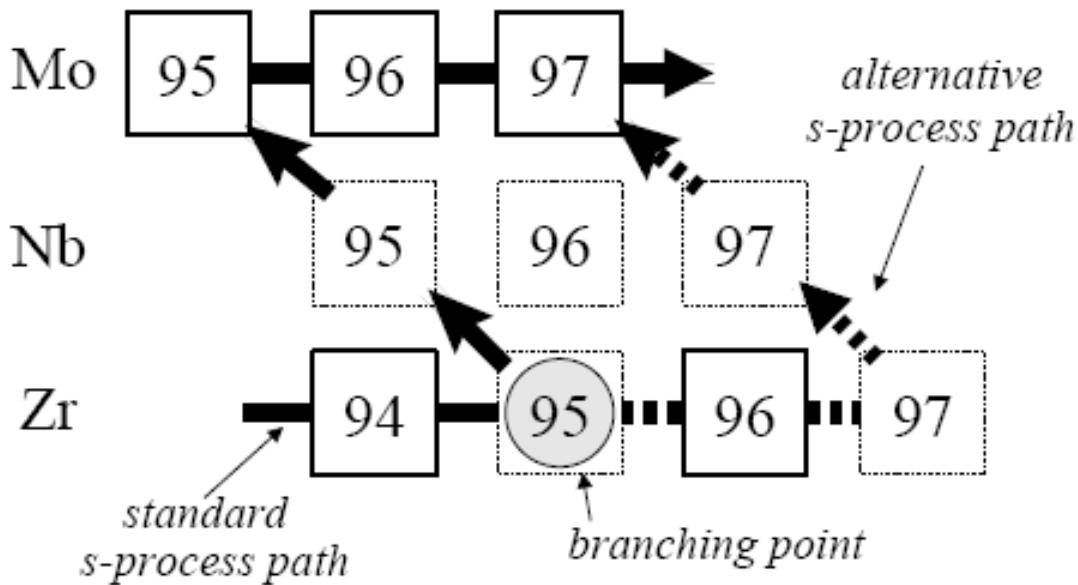 Mo 95 96 97
alternative
s-process path
Nb 95 96 97
Zr 94 95 96 97
standard
s-process path
branching point